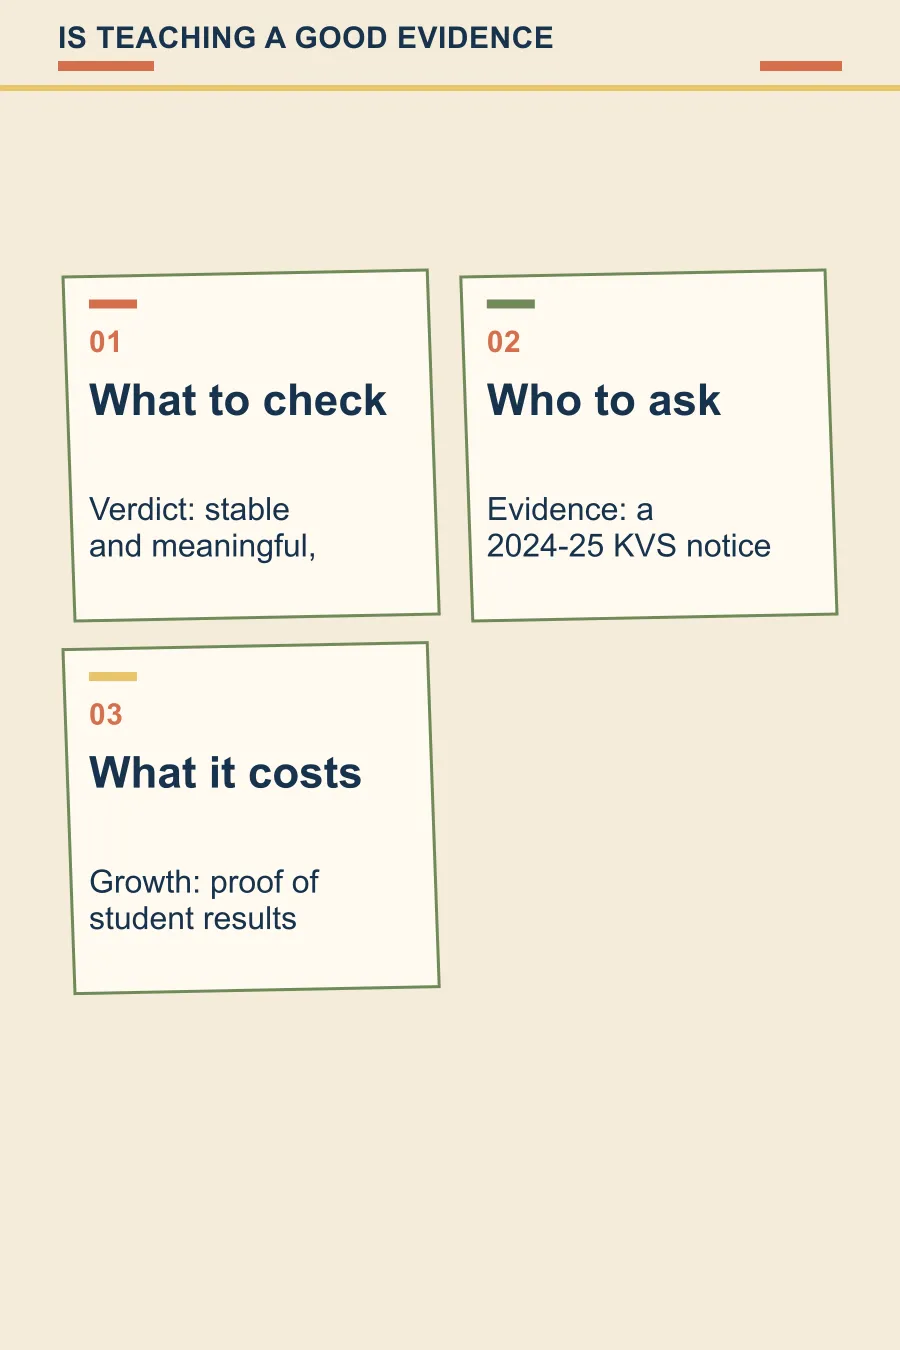 IS TEACHING A GOOD EVIDENCE
01
What to check
Verdict: stable
and meaningful,
02
Who to ask
Evidence: a
2024-25 KVS notice
03
What it costs
Growth: proof of
student results